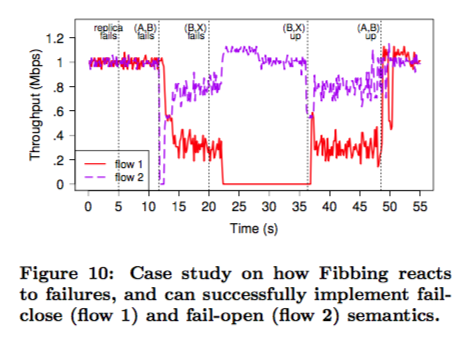 replica (A,B) (B,X) (B,X) (A,B)
fails fails fails up up
1.2
1
.8
.6
.4
.2
0
Throughput (Mbps)
flow 1
flow 2
0 5 10 15 20 25 30 35 40 45 50 55
Time (s)
Figure 10: Case study on how Fibbing reacts
to failures, and can successfully implement fail-
close (flow 1) and fail-open (flow 2) semantics.